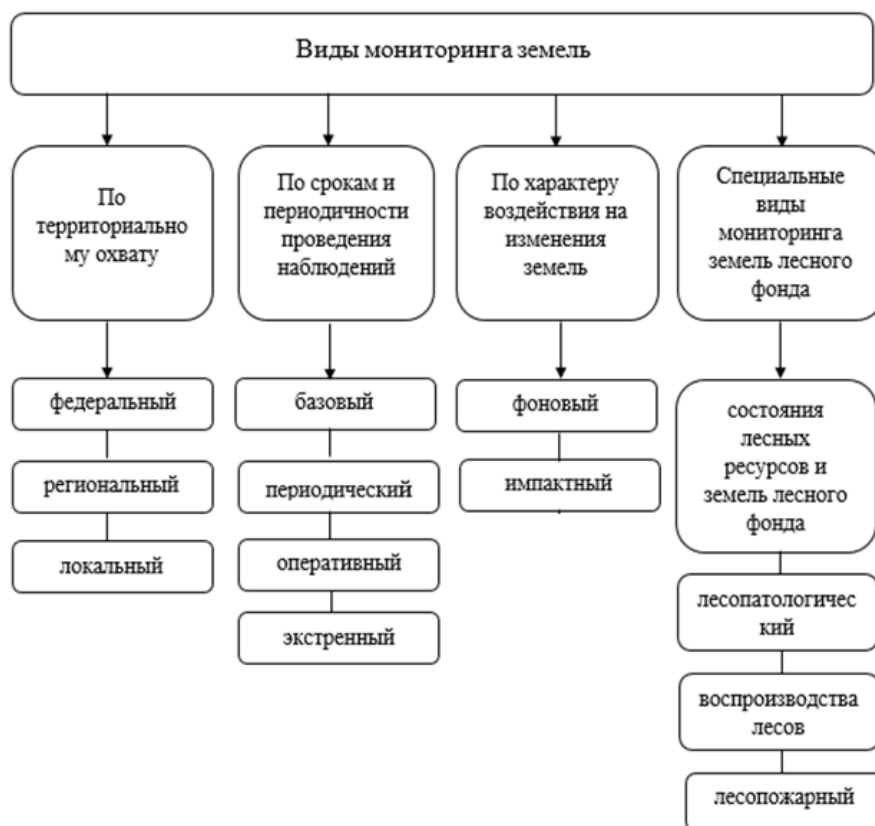 Виды мониторинга земель
По
территориально
му охвату
По срокам и
периодичности
проведения
наблюдений
По характеру
воздействия на
изменения
земель
Специальные
виды
мониторинга
земель лесного
фонда
федеральный
региональный
локальный
базовый
периодический
оперативный
экстренный
фоновый
импактный
состояния
лесных
ресурсов и
земель лесного
фонда
лесопатологичес
кий
воспроизводства
лесов
лесопожарный